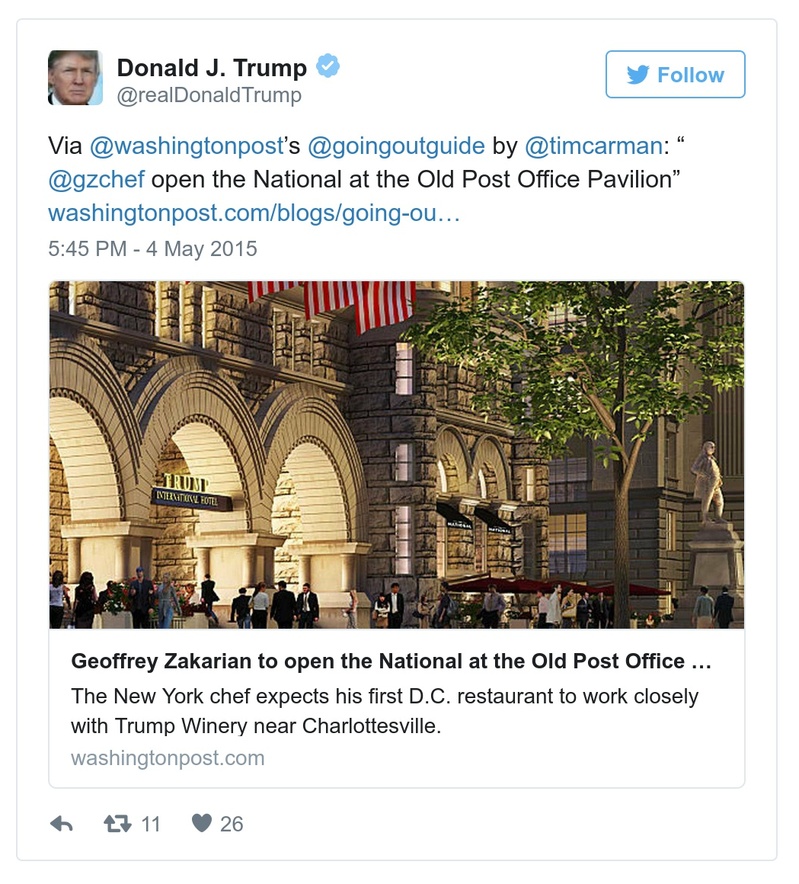 Donald J. Trump
@realDonaldTrump
Follow
Via @washingtonpost’s @goingoutguide by @timcarman: “
@gzchef open the National at the Old Post Office Pavilion”
washingtonpost.com/blogs/going-ou…
5:45 PM - 4 May 2015
TRUMP
INTERNATIONAL HOTEL
NATIONAL
NATIONAL
Geoffrey Zakarian to open the National at the Old Post Office ...
The New York chef expects his first D.C. restaurant to work closely
with Trump Winery near Charlottesville.
washingtonpost.com
11
26